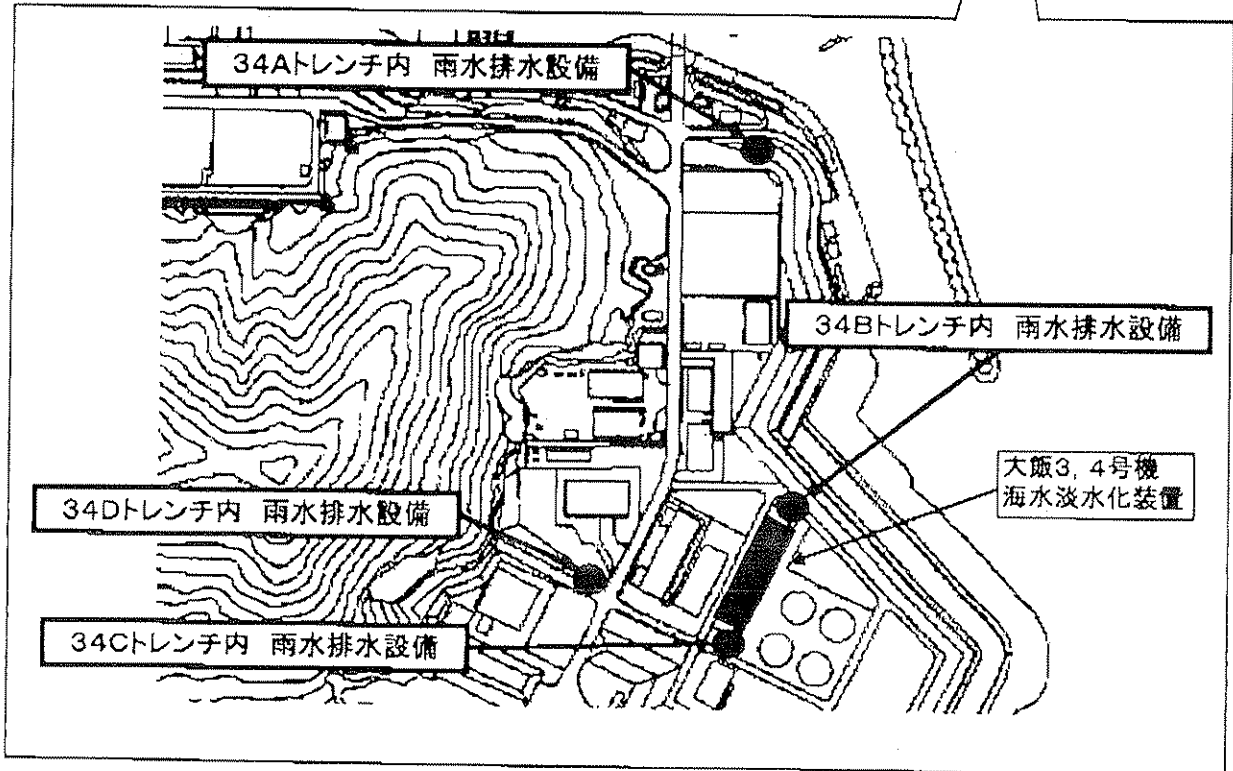 34Aトレンチ内 雨水排水設備
34Bトレンチ内 雨水排水設備
大飯3, 4号機
海水淡水化装置
34Dトレンチ内 雨水排水設備
34Cトレンチ内 雨水排水設備